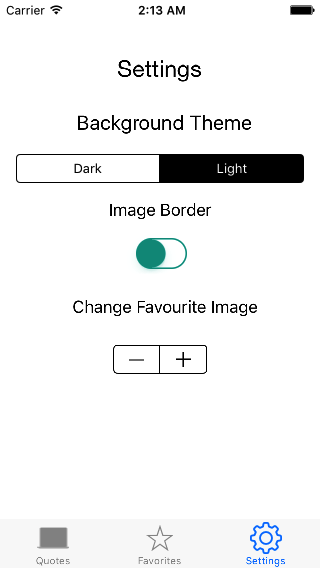 Carrier 2:13 AM
Settings
Background Theme
Dark Light
Image Border
Change Favourite Image
Quotes Favorites Settings